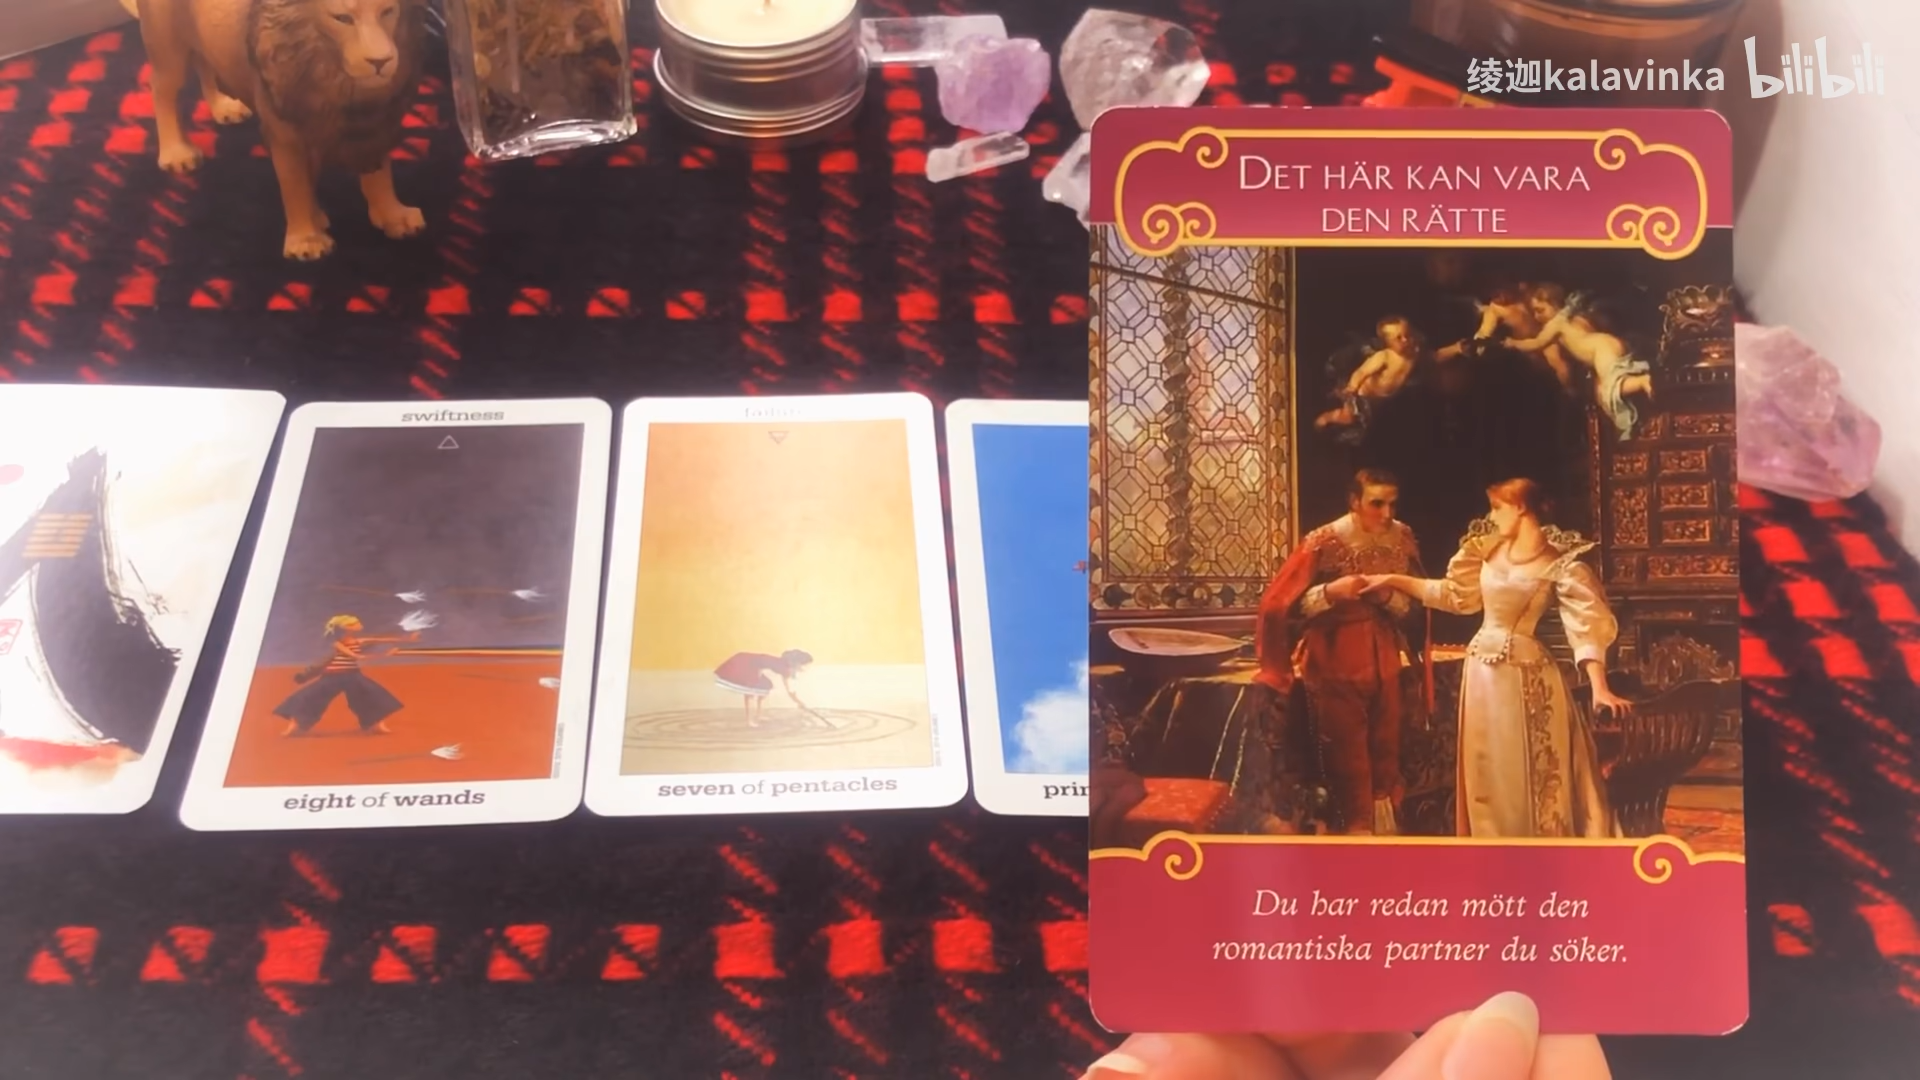 绫迦kalavinka bilibili
DET HÄR KAN VARA
DEN RÄTTE
swiftness
eight of wands
seven of pentacles
Du har redan mött den
romantiska partner du söker.